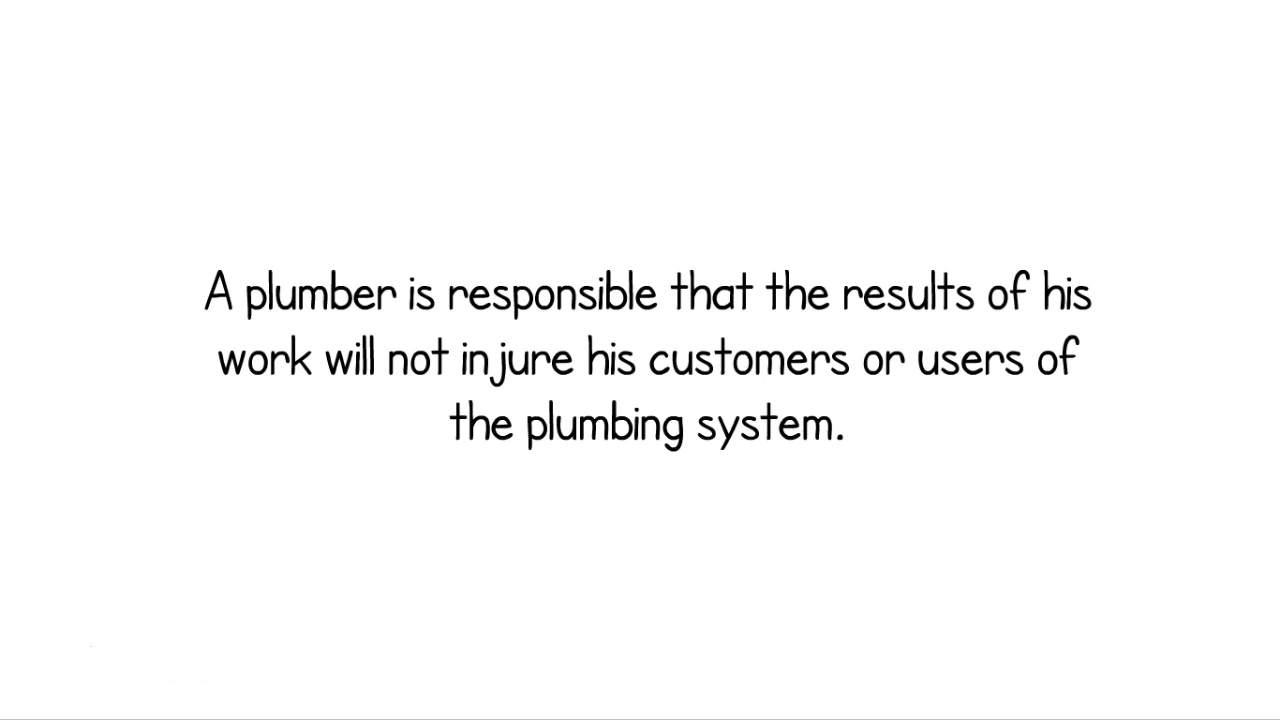 A plumber is responsible that the results of his
work will not injure his customers or users of
the plumbing system.